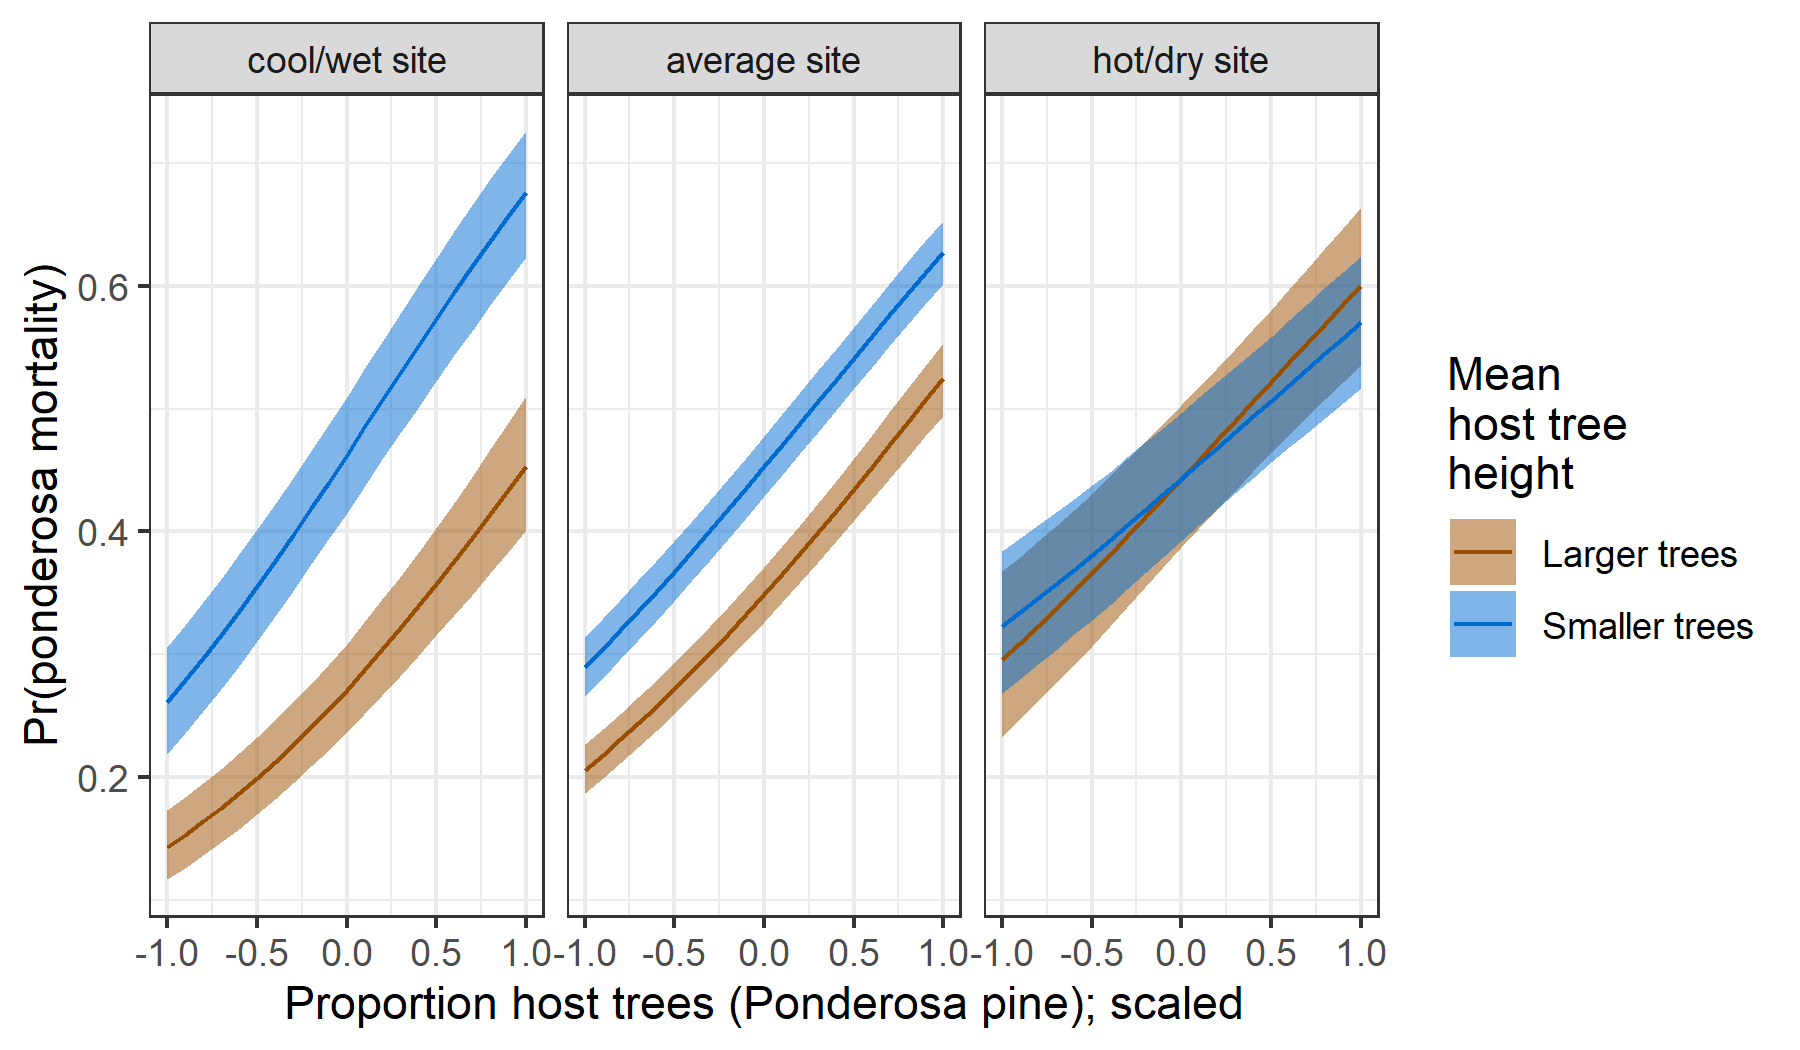 cool/wet site
average site
hot/dry site
Pr(ponderosa mortality)
0.6
0.4
0.2
-1.0 -0.5 0.0 0.5 1.0
-1.0 -0.5 0.0 0.5 1.0
-1.0 -0.5 0.0 0.5 1.0
Proportion host trees (Ponderosa pine); scaled
Mean
host tree
height
Larger trees
Smaller trees